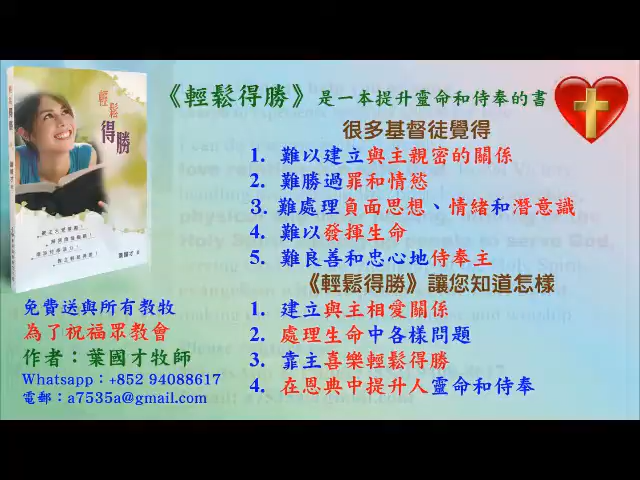 《輕鬆得勝》是一本提升靈命和侍奉的書
很多基督徒覺得
1. 難以建立與主親密的關係
2. 難勝過罪和情慾
3. 難處理負面思想、情緒和潛意識
4. 難以發揮生命
5. 難良善和忠心地侍奉主
《輕鬆得勝》讓您知道怎樣
1. 建立與主相愛關係
2. 處理生命中各樣問題
3. 靠主喜樂輕鬆得勝
4. 在恩典中提升人靈命和侍奉
輕鬆
得勝
輕鬆得勝
葉國才 著
免費送與所有教牧
為了祝福眾教會
作者：葉國才牧師
Whatsapp：+852 94088617
電郵：a7535a@gmail.com